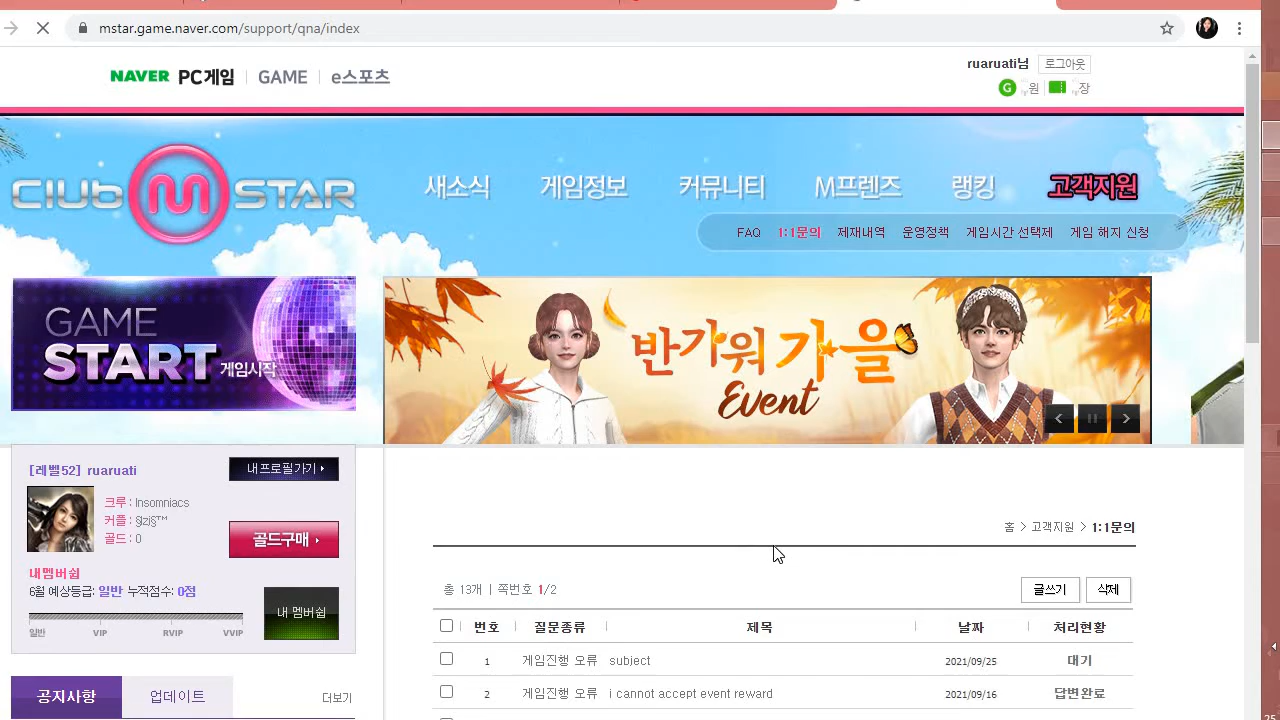 mstar.game.naver.com/support/qna/index
NAVER PC게임 GAME e스포츠
ruaruati님 로그아웃
G 원 장
CLUB M STAR
새소식 게임정보 커뮤니티 M프렌즈 랭킹 고객지원
FAQ 1:1문의 제재내역 운영정책 게임시간 선택제 게임 해지 신청
GAME
START 게임시작
반가워 가을
Event
[레벨52] ruaruati 내 프로필가기
크루 : Insomniacs
커플 : §Izi§™
골드 : 0
골드구매
내멤버쉽
6월 예상등급: 일반 누적점수: 0점
내 멤버쉽
일반 VIP RVIP VVIP
공지사항 업데이트 더보기
홈 > 고객지원 > 1:1문의
총 13개 | 쪽번호 1/2
글쓰기 삭제
번호 질문종류 제목 날짜 처리현황
1 게임진행 오류 subject 2021/09/25 대기
2 게임진행 오류 i cannot accept event reward 2021/09/16 답변완료
25